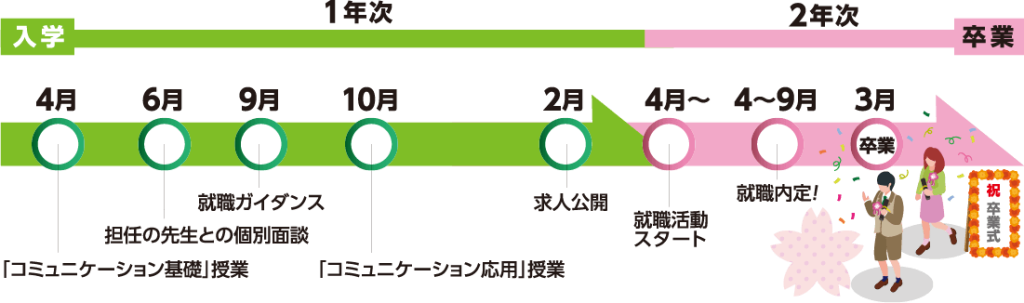 1年次
2年次
入学
卒業
4月
6月
9月
10月
2月
4月～
4～9月
3月
卒業
就職ガイダンス
担任の先生との個別面談
「コミュニケーション基礎」授業
「コミュニケーション応用」授業
求人公開
就職活動
スタート
就職内定!
祝 卒業式